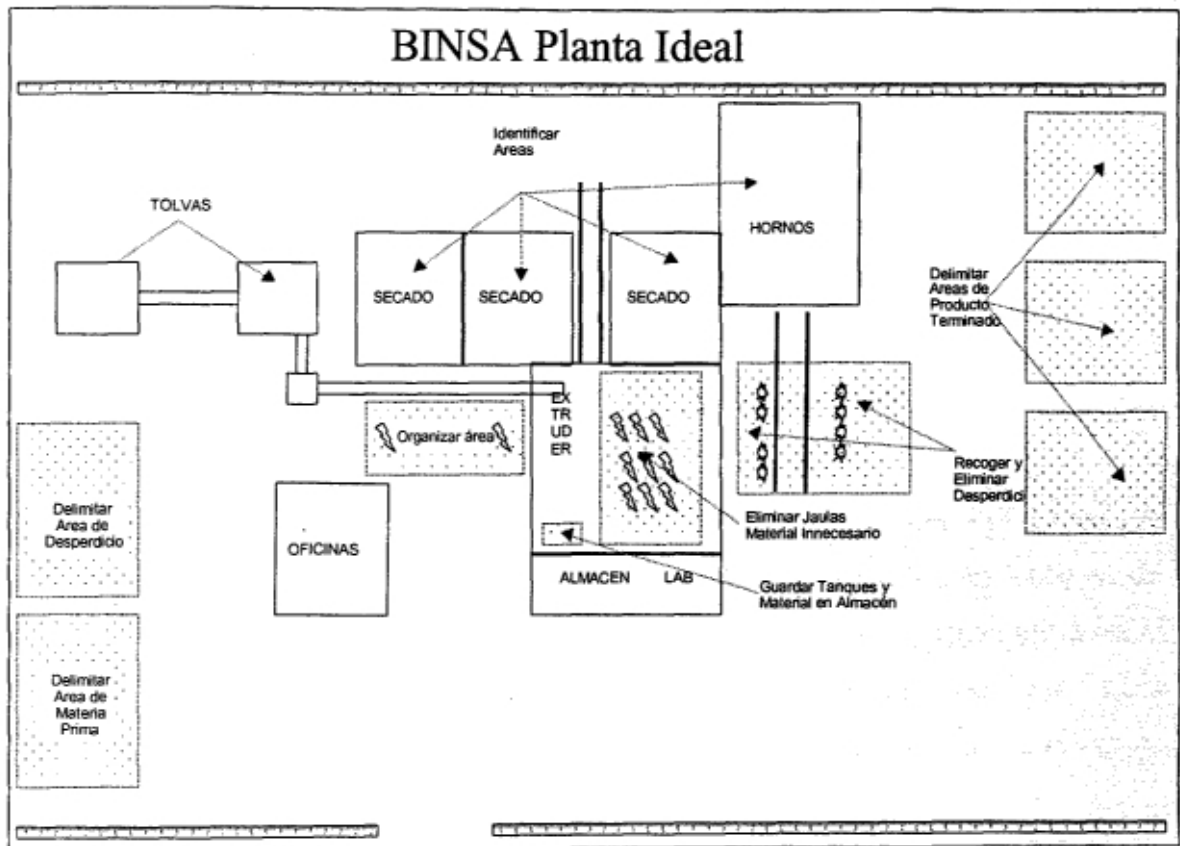 BINSA Planta Ideal
Identificar
Areas
TOLVAS
HORNOS
SECADO
SECADO
SECADO
Delimitar
Areas de
Producto
Terminado
EX
TR
UD
ER
Organizar área
Recoger y
Eliminar
Desperdici
Delimitar
Area de
Desperdicio
OFICINAS
Eliminar Jaulas
Material Innecesario
ALMACEN
LAB
Guardar Tanques y
Material en Almacén
Delimitar
Area de
Materia
Prima